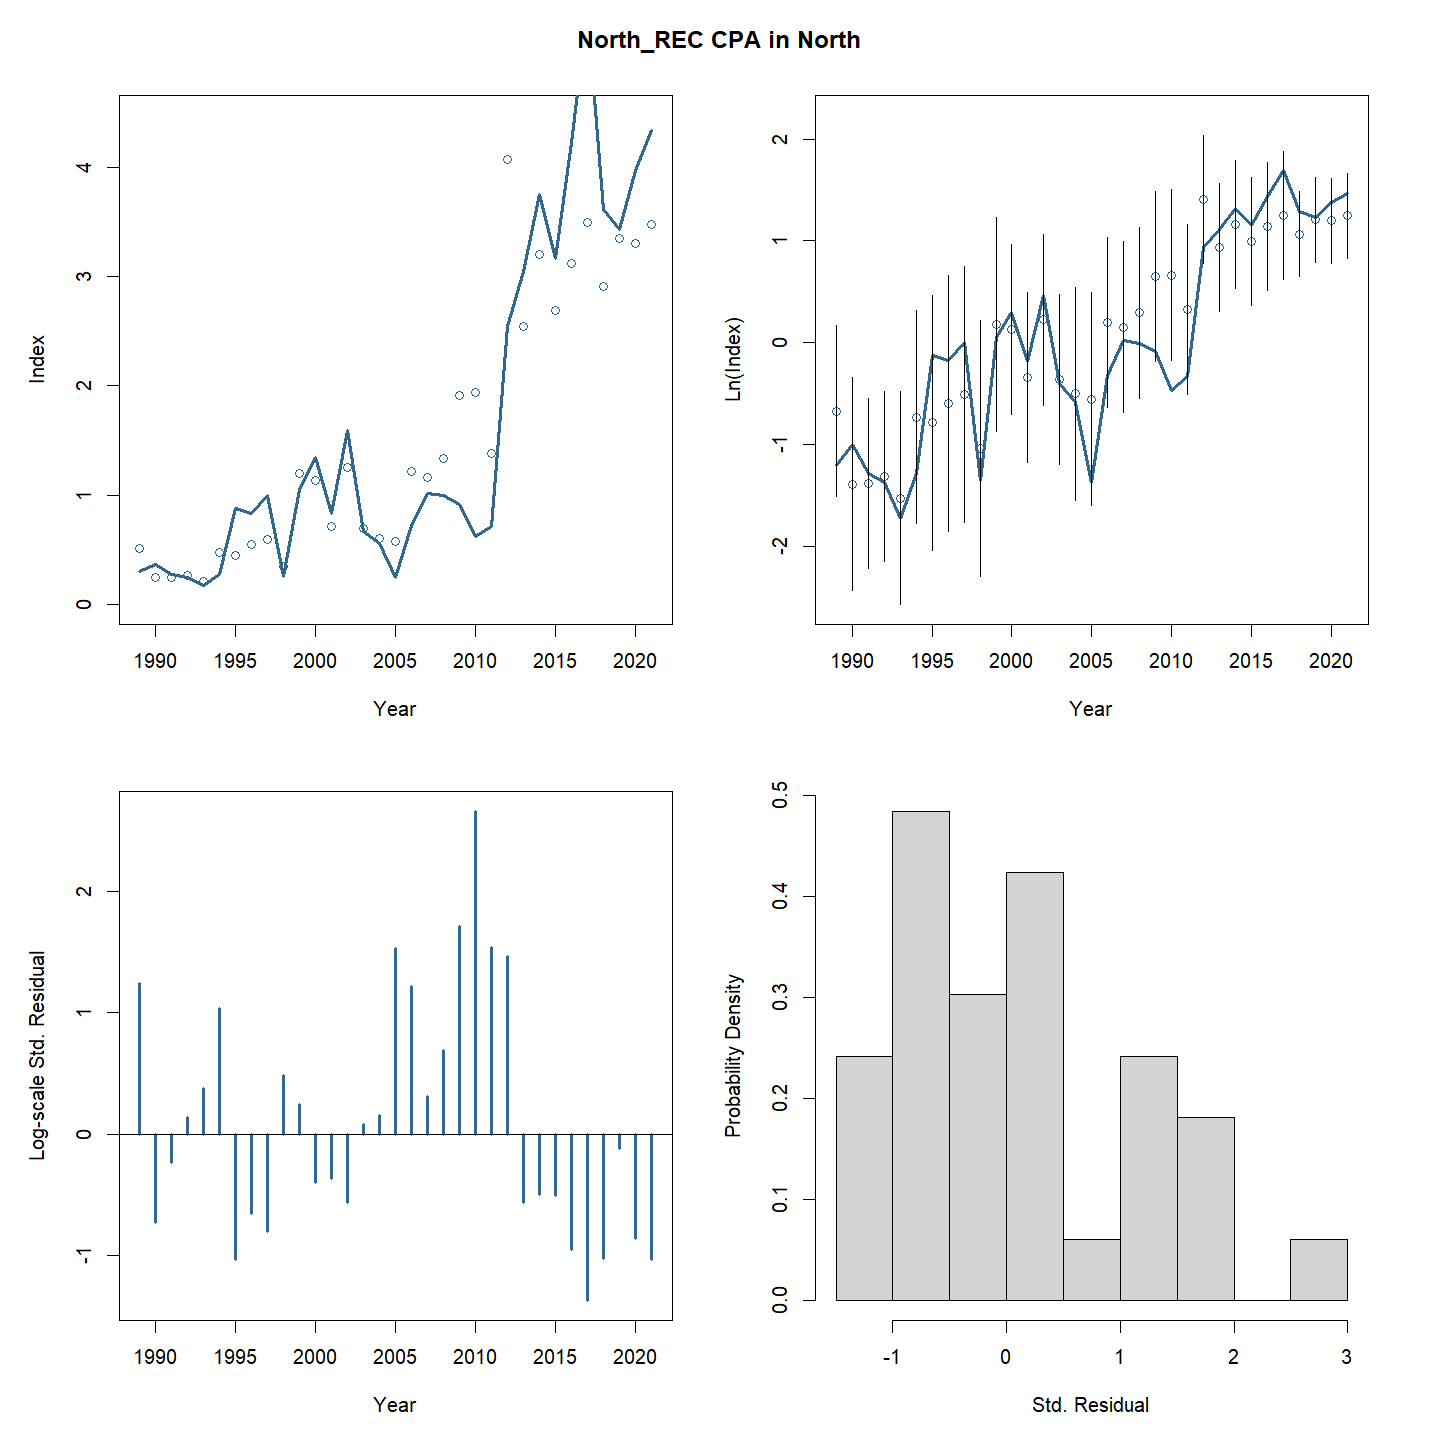 North_REC CPA in North
Index
4
3
2
1
0
1990 1995 2000 2005 2010 2015 2020
Year
Ln(Index)
2
1
0
-1
-2
1990 1995 2000 2005 2010 2015 2020
Year
Log-scale Std. Residual
2
1
0
-1
1990 1995 2000 2005 2010 2015 2020
Year
Probability Density
0.5
0.4
0.3
0.2
0.1
0.0
-1 0 1 2 3
Std. Residual